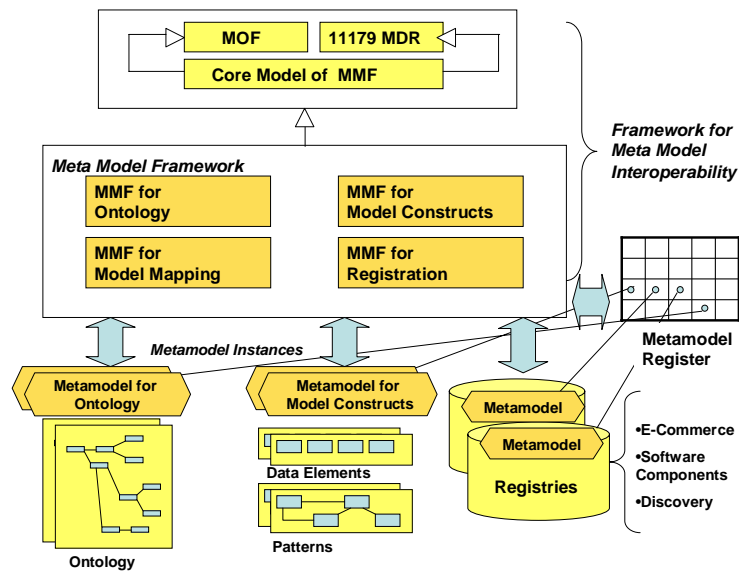 MOF
11179 MDR
Core Model of MMF
Framework for
Meta Model
Interoperability
Meta Model Framework
MMF for
Ontology
MMF for
Model Constructs
MMF for
Model Mapping
MMF for
Registration
Metamodel
Register
Metamodel Instances
Metamodel for
Ontology
Metamodel for
Model Constructs
Metamodel
Metamodel
Registries
•E-Commerce
•Software
Components
•Discovery
Data Elements
Patterns
Ontology